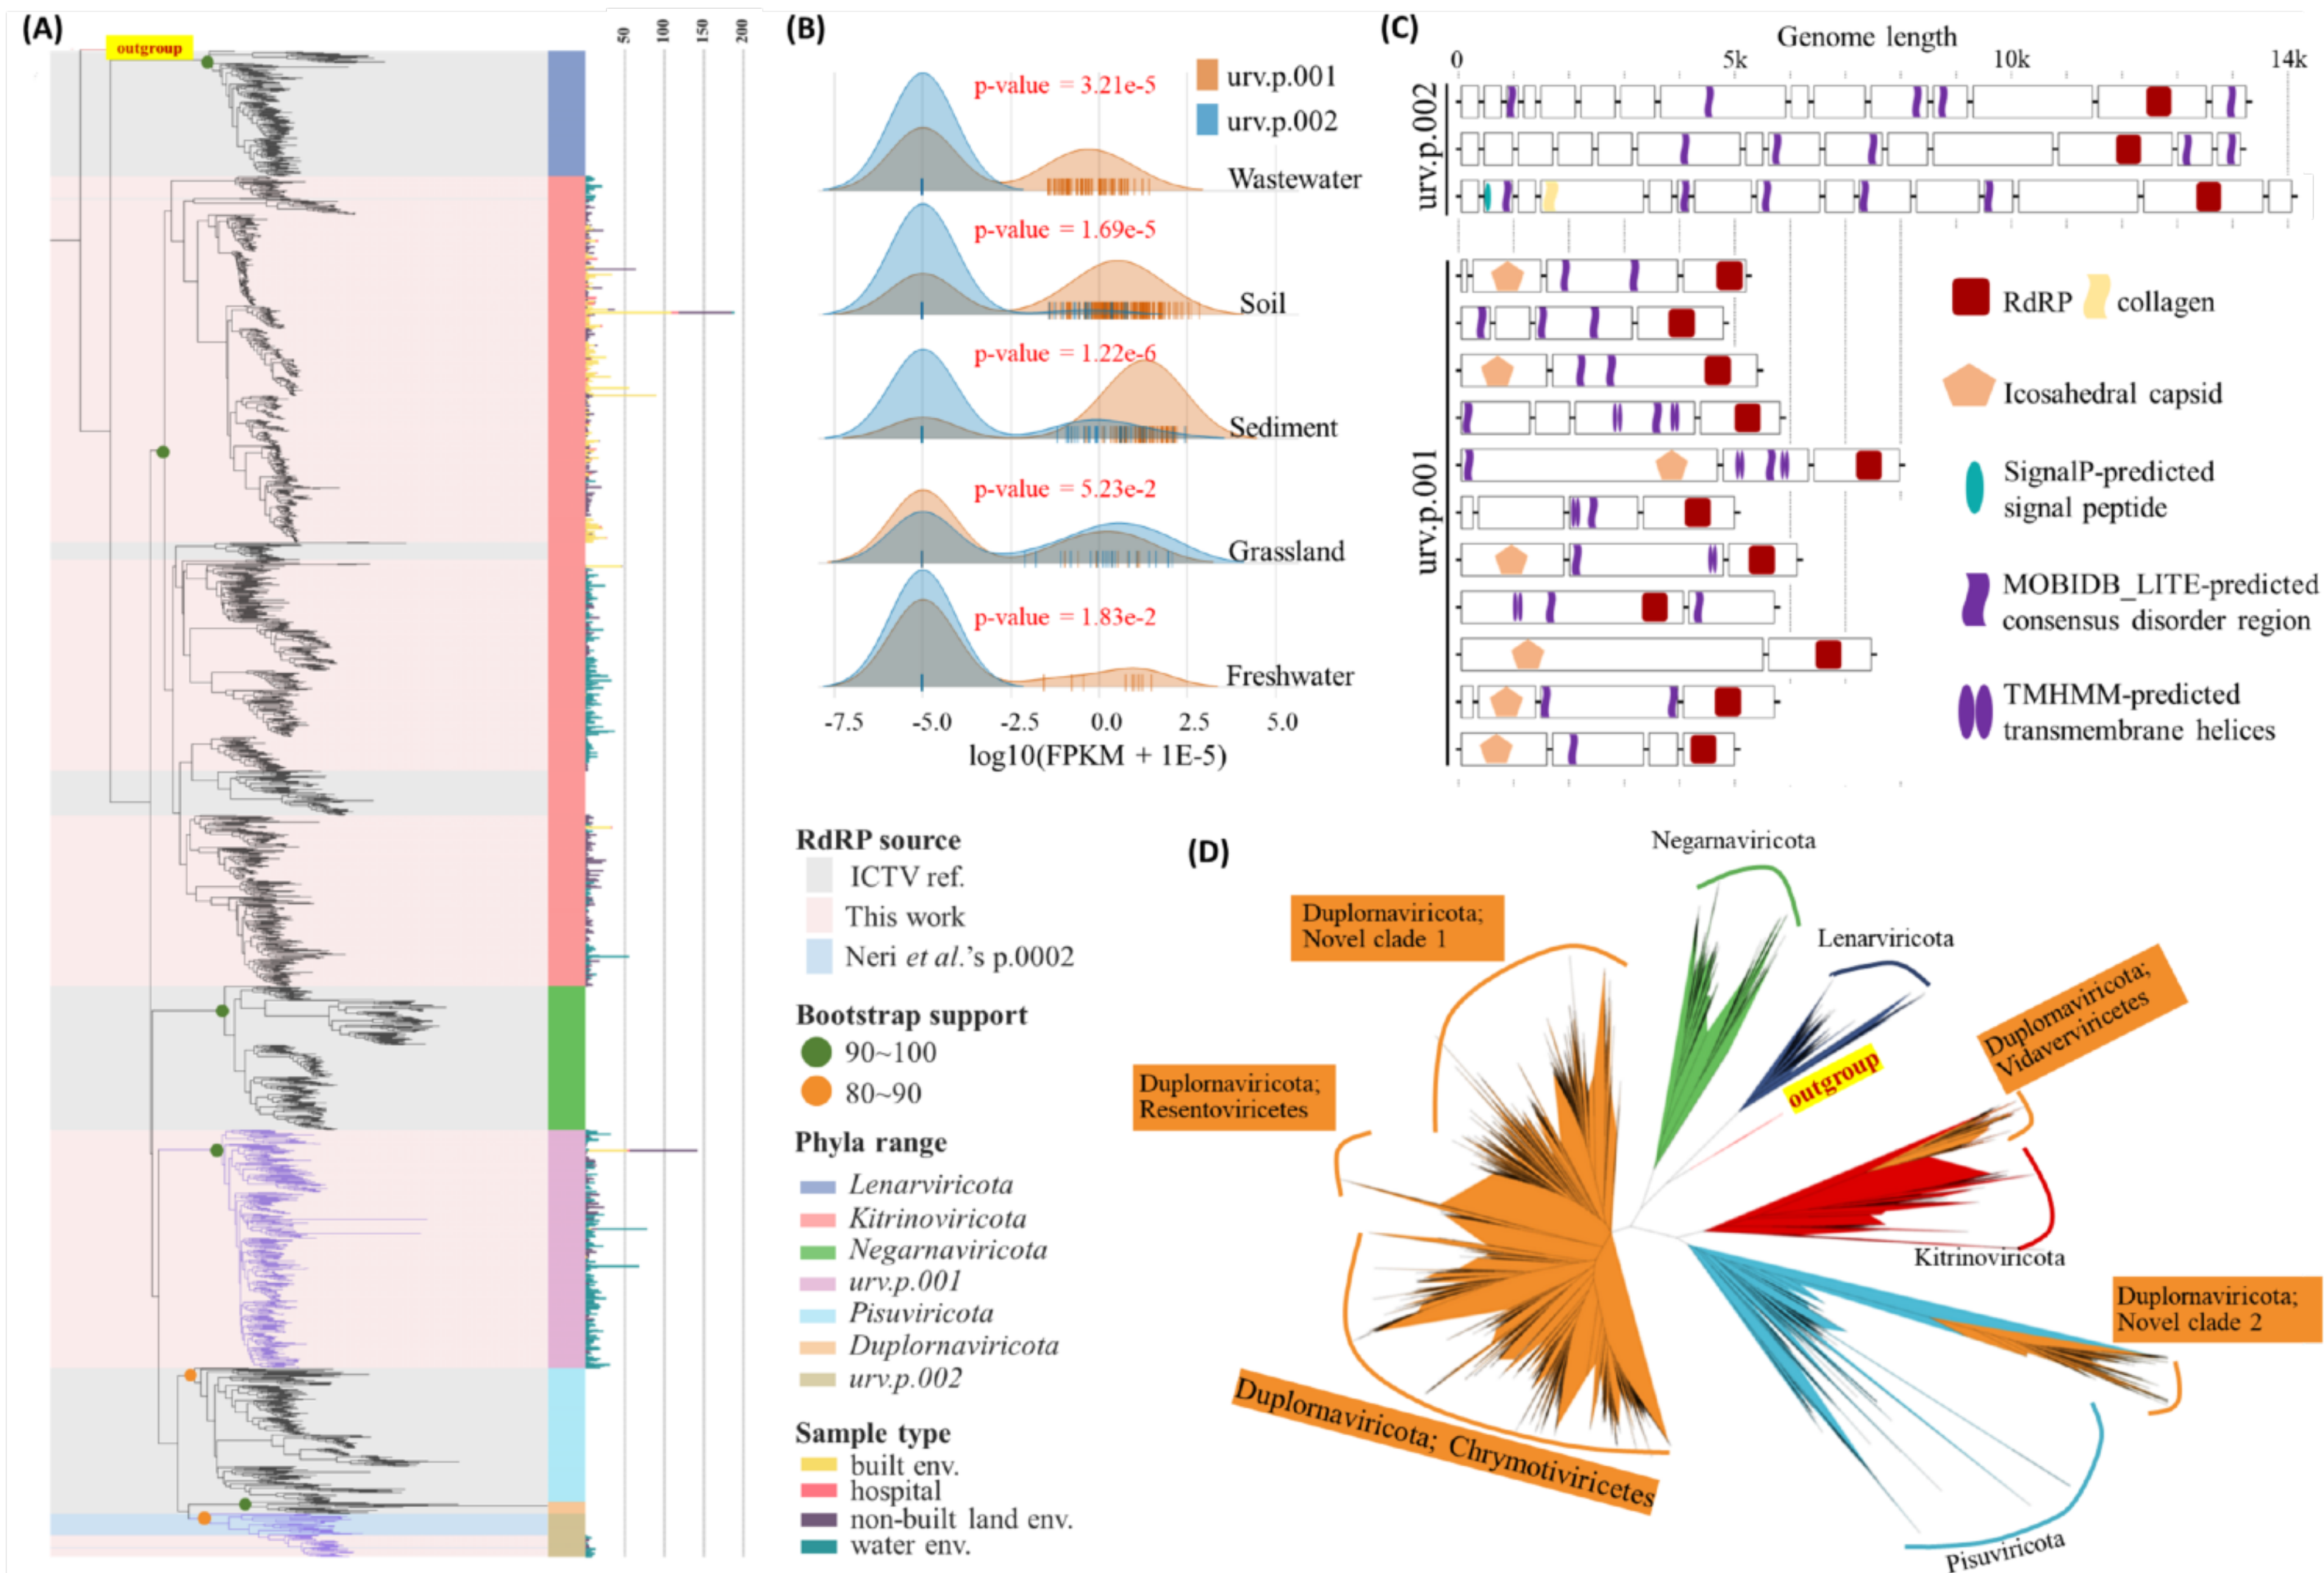 (A)
outgroup
50
100
150
200
(B)
p-value = 3.21e-5
urv.p.001
urv.p.002
Wastewater
p-value = 1.69e-5
Soil
p-value = 1.22e-6
Sediment
p-value = 5.23e-2
Grassland
p-value = 1.83e-2
Freshwater
-7.5 -5.0 -2.5 0.0 2.5 5.0
log10(FPKM + 1E-5)
(C)
Genome length
0 5k 10k 14k
urv.p.002
urv.p.001
RdRP
collagen
Icosahedral capsid
SignalP-predicted
signal peptide
MOBIDB_LITE-predicted
consensus disorder region
TMHMM-predicted
transmembrane helices
RdRP source
ICTV ref.
This work
Neri et al.'s p.0002
Bootstrap support
90~100
80~90
Phyla range
Lenarviricota
Kitrinoviricota
Negarnaviricota
urv.p.001
Pisuviricota
Duplornaviricota
urv.p.002
Sample type
built env.
hospital
non-built land env.
water env.
(D)
Negarnaviricota
Duplornaviricota;
Novel clade 1
Lenarviricota
Duplornaviricota;
Vidaverviricetes
outgroup
Duplornaviricota;
Resentoviricetes
Kitrinoviricota
Duplornaviricota;
Novel clade 2
Duplornaviricota; Chrymotiviricetes
Pisuviricota